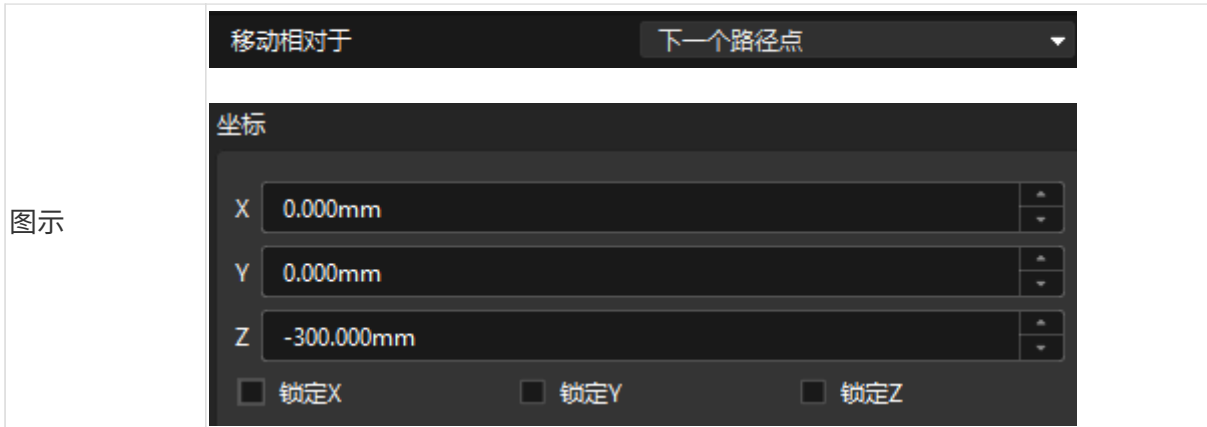 移动相对于 下一个路径点
坐标
X 0.000mm
图示
Y 0.000mm
Z -300.000mm
锁定X 锁定Y 锁定Z